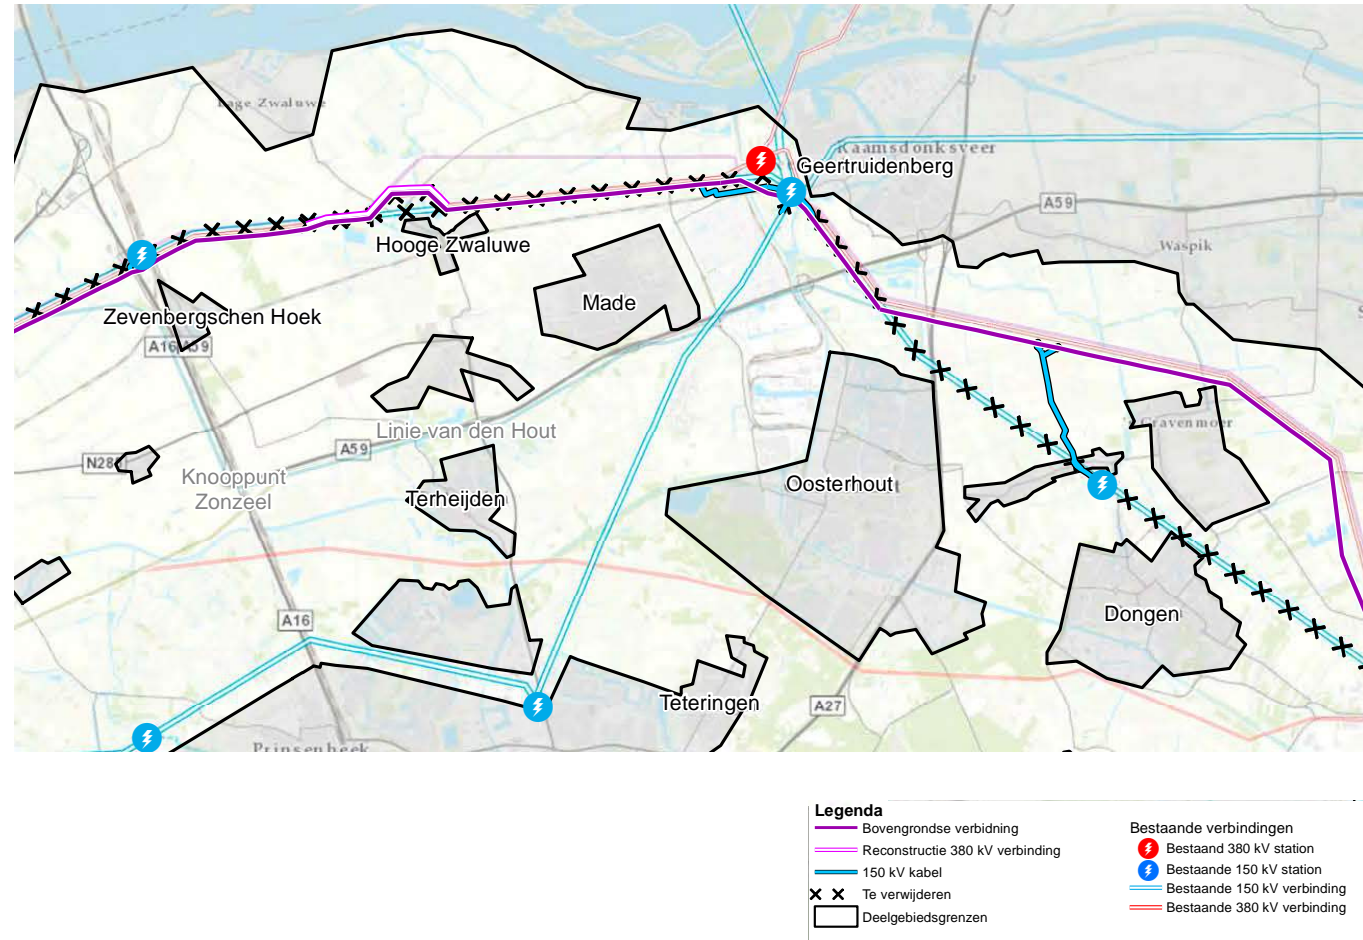 Lage Zwaluwe
Raamsdonksveer
Geertruidenberg
A59
Waspik
Hooge Zwaluwe
Made
Zevenbergschen Hoek
A16/A59
Linie van den Hout
Gravenmoer
A59
Knooppunt
Zonzeel
Terheijden
Oosterhout
A16
Dongen
Teteringen
A27
Prinsenbeek
Legenda
Bovengrondse verbidning
Reconstructie 380 kV verbinding
150 kV kabel
Te verwijderen
Deelgebiedsgrenzen
Bestaande verbindingen
Bestaand 380 kV station
Bestaande 150 kV station
Bestaande 150 kV verbinding
Bestaande 380 kV verbinding